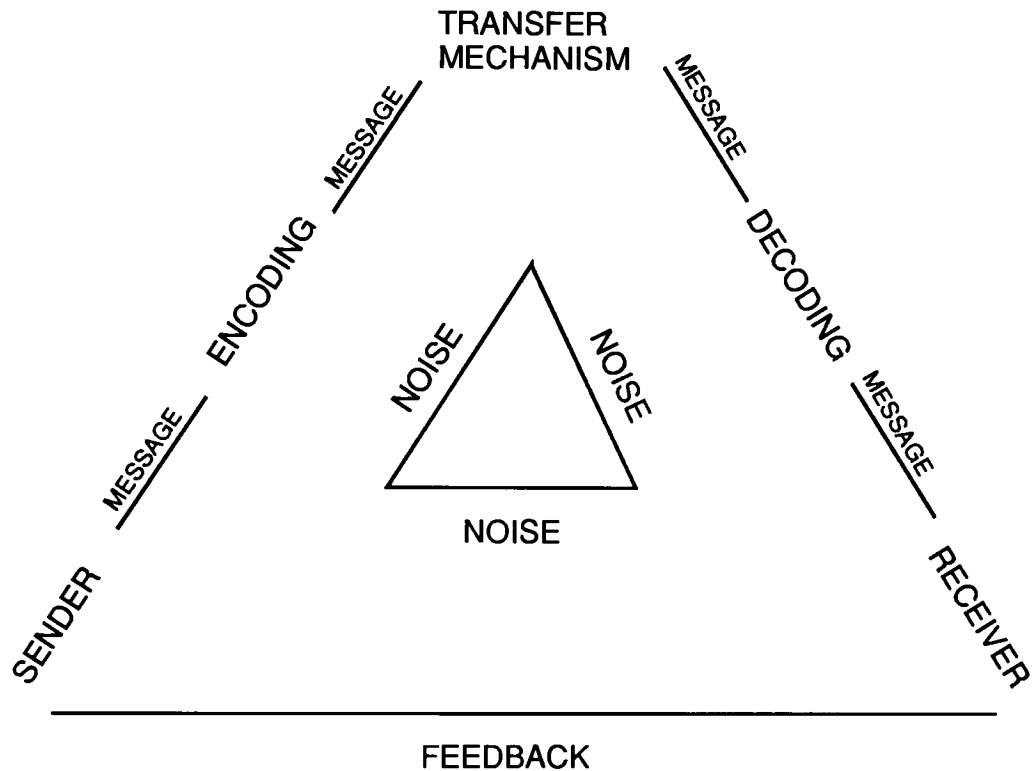 TRANSFER
MECHANISM
MESSAGE
MESSAGE
ENCODING
DECODING
NOISE
NOISE
MESSAGE
MESSAGE
NOISE
SENDER
RECEIVER
FEEDBACK